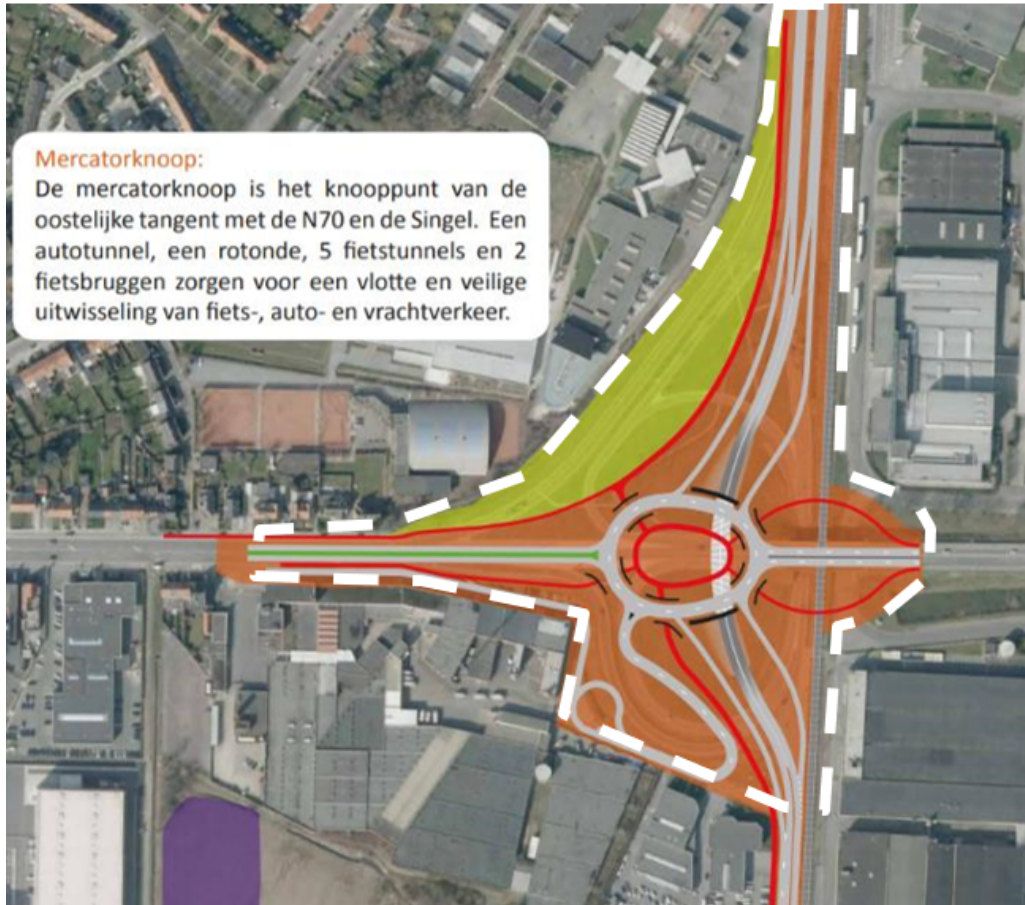 Mercatorknoop:
De mercatorknoop is het knooppunt van de
oostelijke tangent met de N70 en de Singel. Een
autotunnel, een rotonde, 5 fietstunnels en 2
fietsbruggen zorgen voor een vlotte en veilige
uitwisseling van fiets-, auto- en vrachtverkeer.